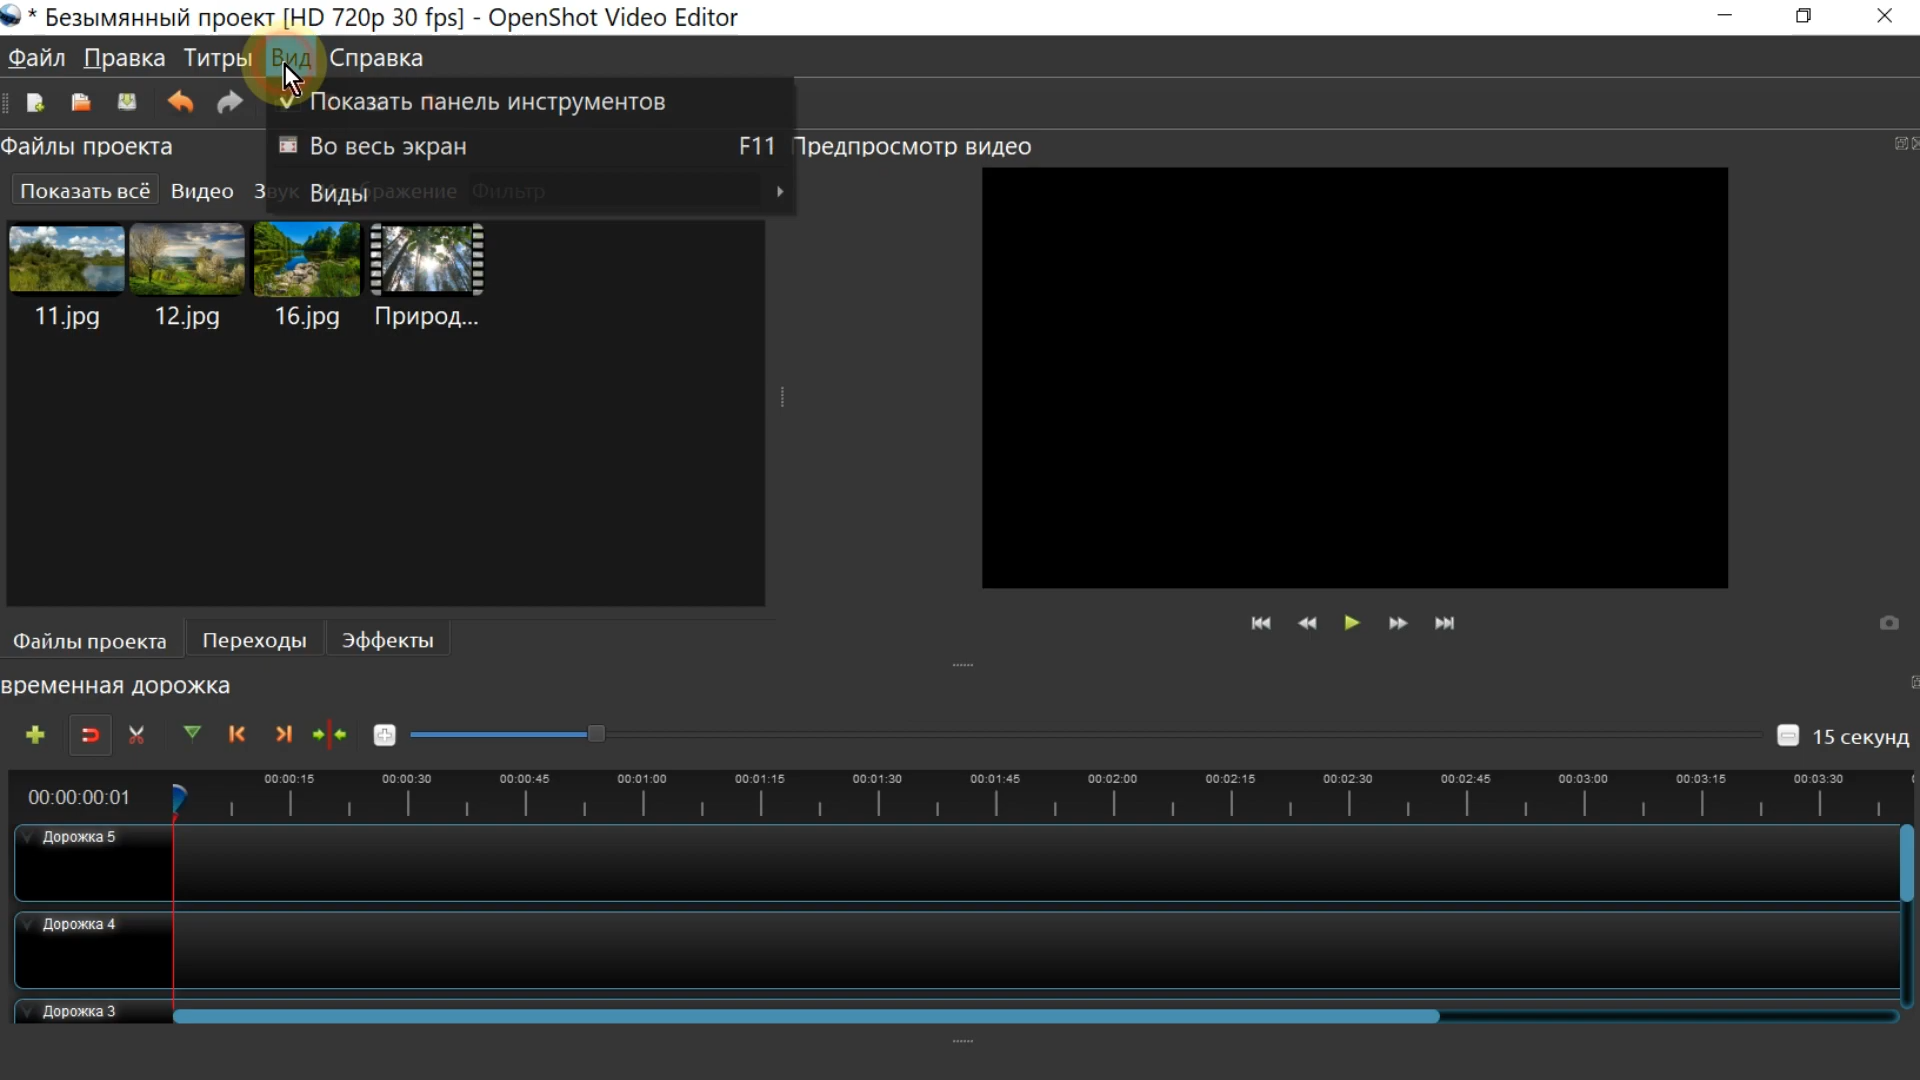 * Безымянный проект [HD 720p 30 fps] - OpenShot Video Editor
Файл Правка Титры Вид Справка
Показать панель инструментов
Во весь экран F11
Виды
Файлы проекта
Предпросмотр видео
Показать всё Видео Звук Изображение Фильтр
11.jpg 12.jpg 16.jpg Природ...
Файлы проекта Переходы Эффекты
временная дорожка
15 секунд
00:00:00:01
00:00:15 00:00:30 00:00:45 00:01:00 00:01:15 00:01:30 00:01:45 00:02:00 00:02:15 00:02:30 00:02:45 00:03:00 00:03:15 00:03:30
Дорожка 5
Дорожка 4
Дорожка 3